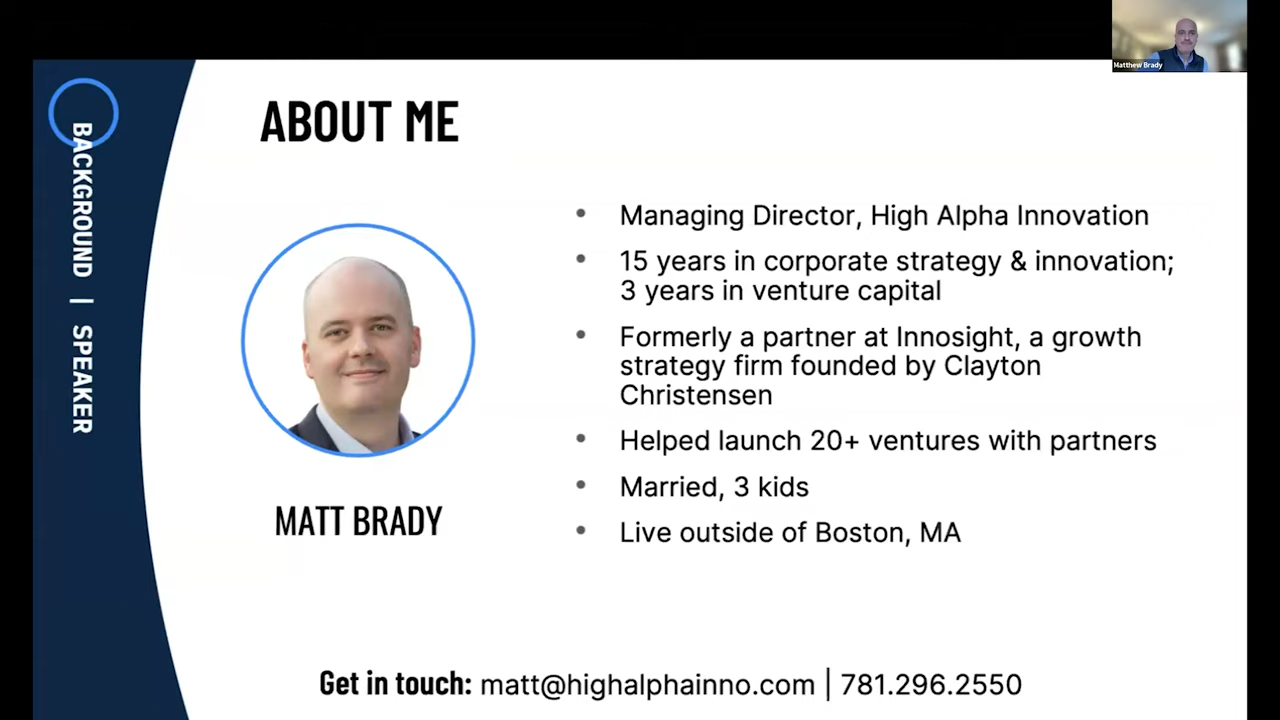 Matthew Brady
BACKGROUND | SPEAKER
ABOUT ME
• Managing Director, High Alpha Innovation
• 15 years in corporate strategy & innovation;
3 years in venture capital
• Formerly a partner at Innosight, a growth
strategy firm founded by Clayton
Christensen
• Helped launch 20+ ventures with partners
• Married, 3 kids
• Live outside of Boston, MA
MATT BRADY
Get in touch: matt@highalphainno.com | 781.296.2550